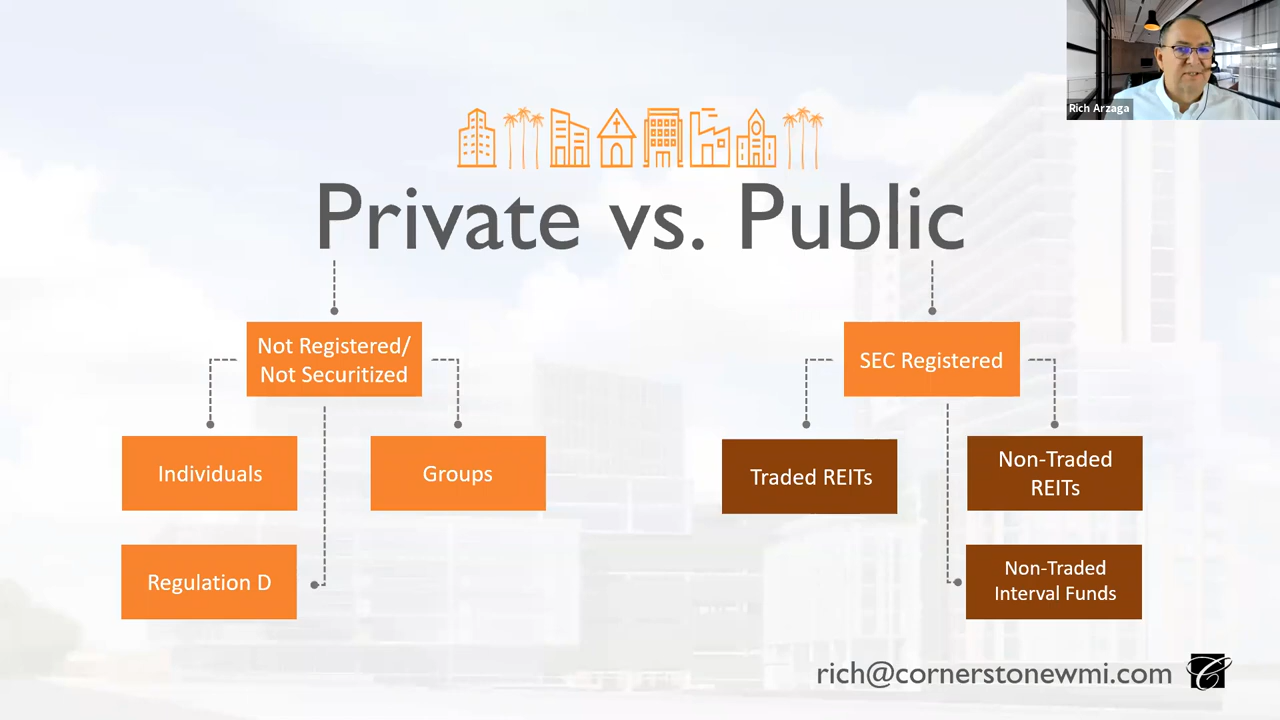 Rich Arzaga
Private vs. Public
Not Registered/
Not Securitized
SEC Registered
Individuals
Groups
Traded REITs
Non-Traded
REITs
Regulation D
Non-Traded
Interval Funds
rich@cornerstonewmi.com